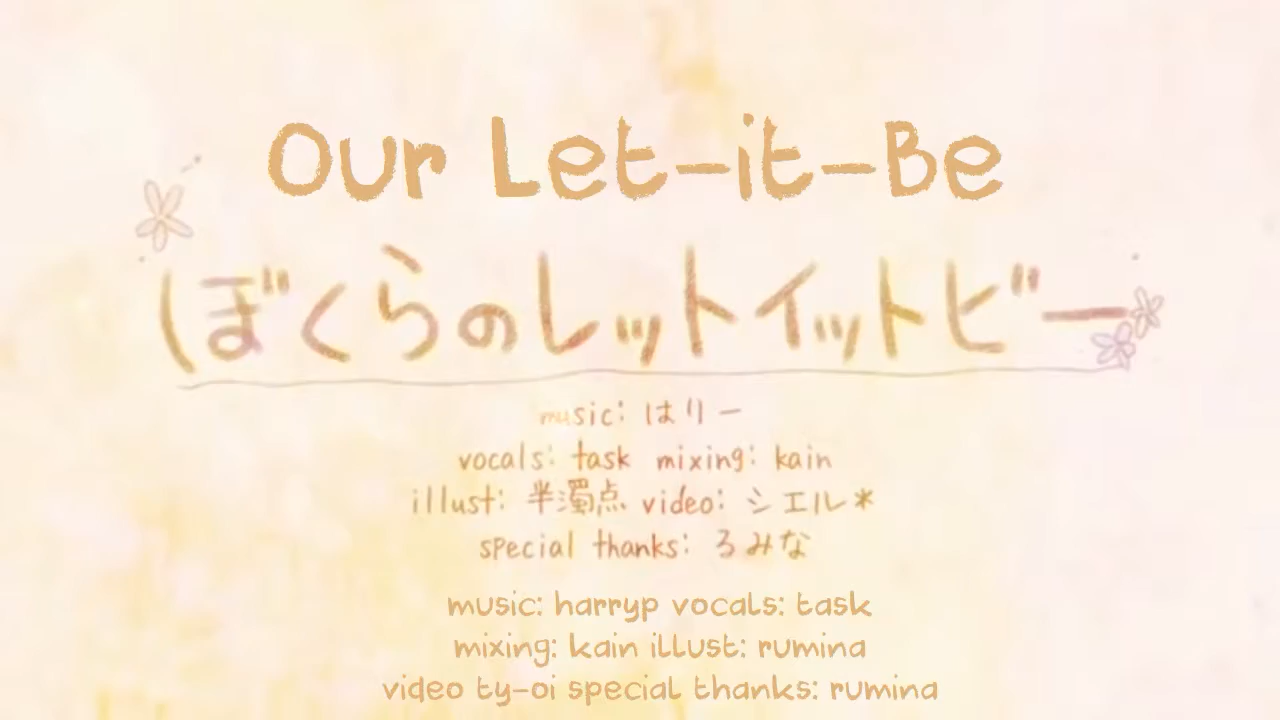 Our Let-it-Be
ぼくらのレットイットビー
music: はりー
vocals: task mixing: kain
illust: 半濁点 video: シエル*
special thanks: ろみな
music: harryp vocals: task
mixing: kain illust: rumina
video ty-oi special thanks: rumina